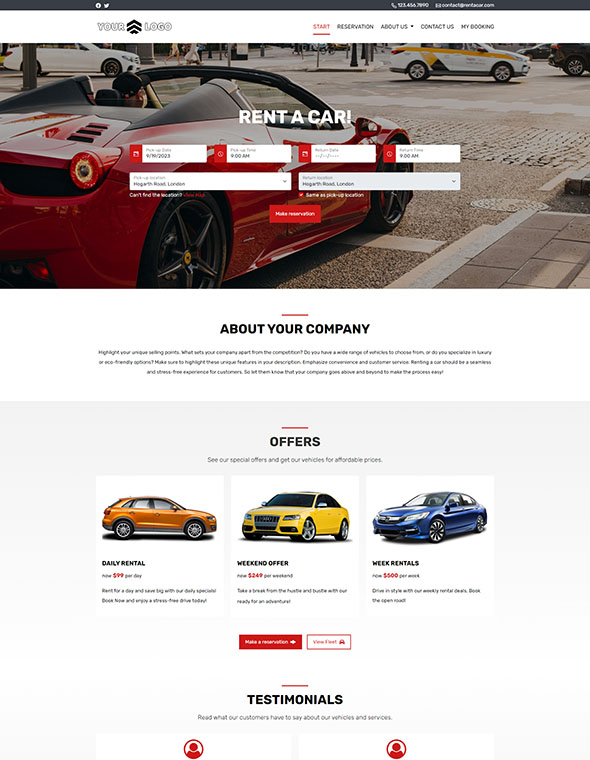 123.456.7890 contact@rentacar.com
YOUR LOGO
START RESERVATION ABOUT US CONTACT US MY BOOKING
RENT A CAR!
Pick-up Date Pick-up Time Return Date Return Time
9/19/2023 9:00 AM 9:00 AM
Pick-up location Return location
Hogarth Road, London Hogarth Road, London
Can't find the location? Same as pick-up location
Make reservation
ABOUT YOUR COMPANY
Highlight your unique selling points. What sets your company apart from the competition? Do you have a wide range of vehicles to choose from, or do you specialize in luxury
or eco-friendly options? Make sure to highlight these unique features in your description. Emphasize convenience and customer service. Renting a car should be a seamless
and stress-free experience for customers. So let them know that your company goes above and beyond to make the process easy!
OFFERS
See our special offers and get our vehicles for affordable prices.
DAILY RENTAL WEEKEND OFFER WEEK RENTALS
now $99 per day now $249 per weekend now $500 per week
Rent for a day and save big with our daily specials! Take a break from the hustle and bustle with our Drive in style with our weekly rental deals. Book
Book Now and enjoy a stress-free drive today! ready for an adventure! the open road!
Make a reservation View Fleet
TESTIMONIALS
Read what our customers have to say about our vehicles and services.